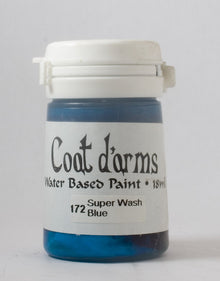 Coat d'arms
Water Based Paint • 18ml
172 Super Wash
Blue